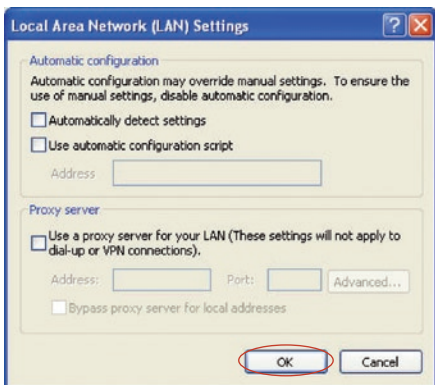 Local Area Network (LAN) Settings
Automatic configuration
Automatic configuration may override manual settings. To ensure the
use of manual settings, disable automatic configuration.
Automatically detect settings
Use automatic configuration script
Address
Proxy server
Use a proxy server for your LAN (These settings will not apply to
dial-up or VPN connections).
Address: Port: Advanced...
Bypass proxy server for local addresses
OK Cancel